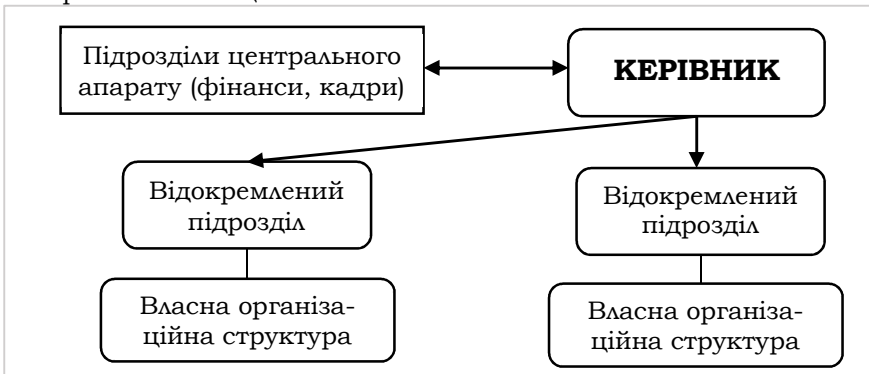 Підрозділи центрального
апарату (фінанси, кадри)
КЕРІВНИК
Відокремлений
підрозділ
Відокремлений
підрозділ
Власна організа-
ційна структура
Власна організа-
ційна структура